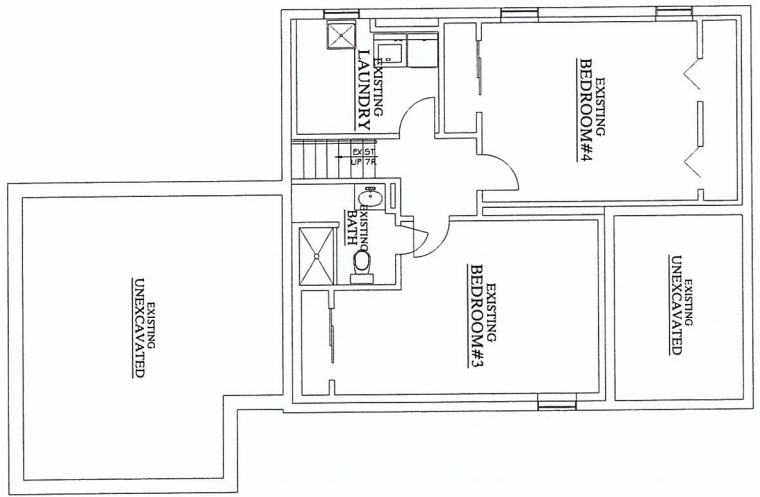 EXISTING
LAUNDRY
EXISTING
BEDROOM#4
EXIST
UP 7R
EXISTING
BATH
EXISTING
BEDROOM#3
EXISTING
UNEXCAVATED
EXISTING
UNEXCAVATED